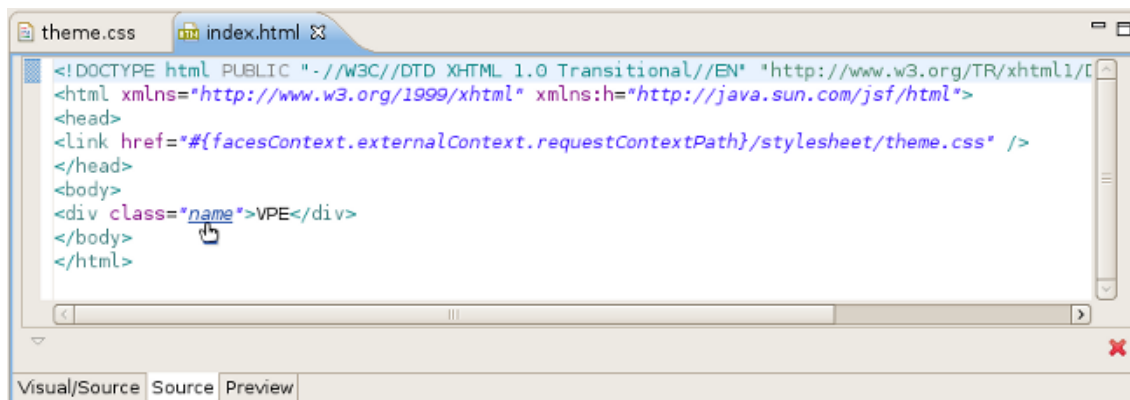 theme.css index.html
<!DOCTYPE html PUBLIC "-//W3C//DTD XHTML 1.0 Transitional//EN" "http://www.w3.org/TR/xhtml1/D
<html xmlns="http://www.w3.org/1999/xhtml" xmlns:h="http://java.sun.com/jsf/html">
<head>
<link href="#{facesContext.externalContext.requestContextPath}/stylesheet/theme.css" />
</head>
<body>
<div class="name">VPE</div>
</body>
</html>
Visual/Source Source Preview